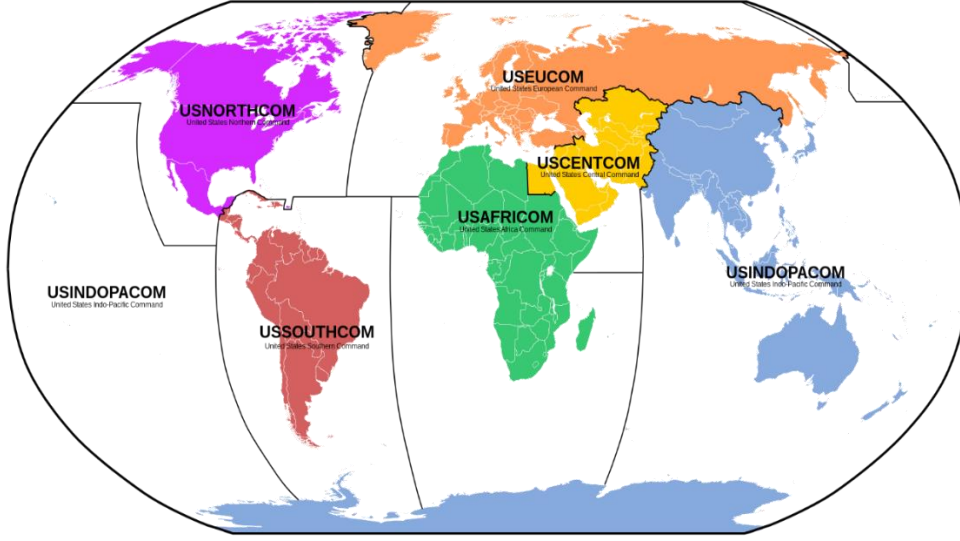 USEUCOM
United States European Command
USNORTHCOM
United States Northern Command
USCENTCOM
United States Central Command
USAFRICOM
United States Africa Command
USINDOPACOM
United States Indo-Pacific Command
USINDOPACOM
United States Indo-Pacific Command
USSOUTHCOM
United States Southern Command